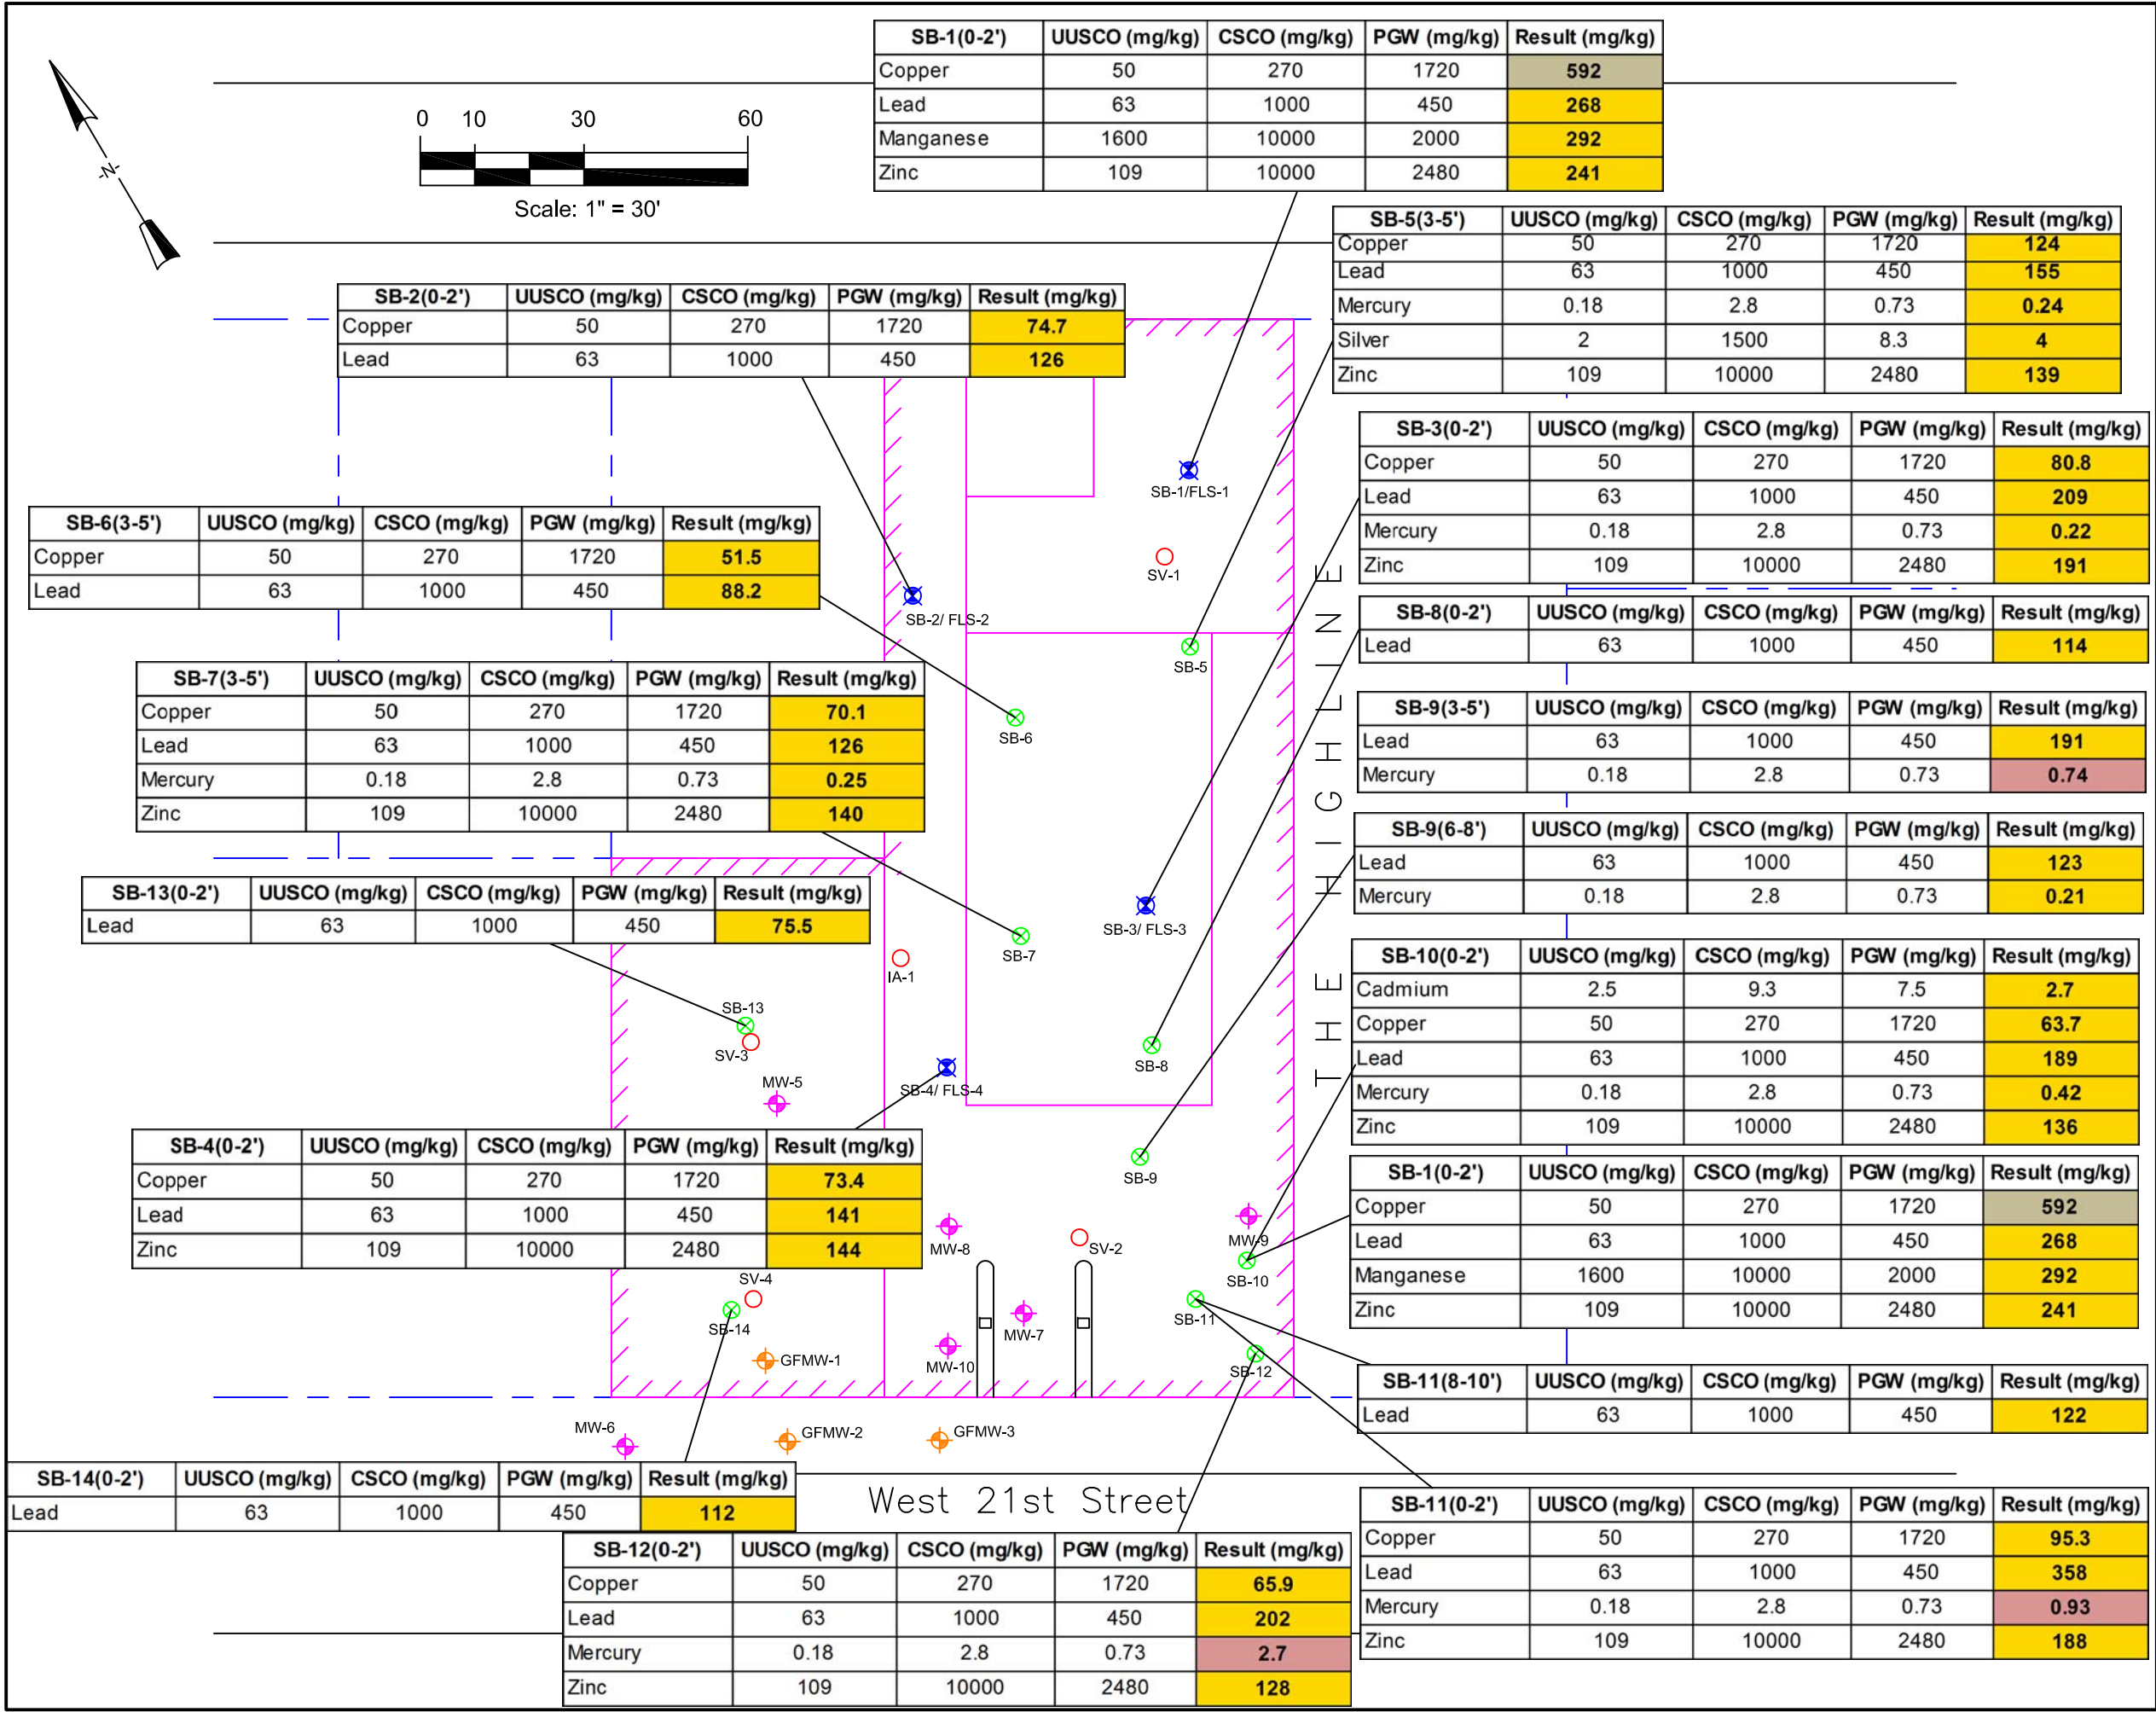 SB-1(0-2') UUSCO (mg/kg) CSCO (mg/kg) PGW (mg/kg) Result (mg/kg)
Copper 50 270 1720 592
Lead 63 1000 450 268
Manganese 1600 10000 2000 292
Zinc 109 10000 2480 241
-N-
0 10 30 60
Scale: 1" = 30'
SB-5(3-5') UUSCO (mg/kg) CSCO (mg/kg) PGW (mg/kg) Result (mg/kg)
Copper 50 270 1720 124
Lead 63 1000 450 155
Mercury 0.18 2.8 0.73 0.24
Silver 2 1500 8.3 4
Zinc 109 10000 2480 139
SB-2(0-2') UUSCO (mg/kg) CSCO (mg/kg) PGW (mg/kg) Result (mg/kg)
Copper 50 270 1720 74.7
Lead 63 1000 450 126
SB-3(0-2') UUSCO (mg/kg) CSCO (mg/kg) PGW (mg/kg) Result (mg/kg)
Copper 50 270 1720 80.8
Lead 63 1000 450 209
Mercury 0.18 2.8 0.73 0.22
Zinc 109 10000 2480 191
SB-1/FLS-1
SV-1
SB-6(3-5') UUSCO (mg/kg) CSCO (mg/kg) PGW (mg/kg) Result (mg/kg)
Copper 50 270 1720 51.5
Lead 63 1000 450 88.2
SB-2/ FLS-2
SB-8(0-2') UUSCO (mg/kg) CSCO (mg/kg) PGW (mg/kg) Result (mg/kg)
Lead 63 1000 450 114
SB-5
SB-6
THE HIGHLINE
SB-7(3-5') UUSCO (mg/kg) CSCO (mg/kg) PGW (mg/kg) Result (mg/kg)
Copper 50 270 1720 70.1
Lead 63 1000 450 126
Mercury 0.18 2.8 0.73 0.25
Zinc 109 10000 2480 140
SB-9(3-5') UUSCO (mg/kg) CSCO (mg/kg) PGW (mg/kg) Result (mg/kg)
Lead 63 1000 450 191
Mercury 0.18 2.8 0.73 0.74
SB-9(6-8') UUSCO (mg/kg) CSCO (mg/kg) PGW (mg/kg) Result (mg/kg)
Lead 63 1000 450 123
Mercury 0.18 2.8 0.73 0.21
SB-13(0-2') UUSCO (mg/kg) CSCO (mg/kg) PGW (mg/kg) Result (mg/kg)
Lead 63 1000 450 75.5
SB-3/ FLS-3
SB-7
IA-1
SB-13
SV-3
SB-8
MW-5
SB-4/ FLS-4
SB-10(0-2') UUSCO (mg/kg) CSCO (mg/kg) PGW (mg/kg) Result (mg/kg)
Cadmium 2.5 9.3 7.5 2.7
Copper 50 270 1720 63.7
Lead 63 1000 450 189
Mercury 0.18 2.8 0.73 0.42
Zinc 109 10000 2480 136
SB-4(0-2') UUSCO (mg/kg) CSCO (mg/kg) PGW (mg/kg) Result (mg/kg)
Copper 50 270 1720 73.4
Lead 63 1000 450 141
Zinc 109 10000 2480 144
SB-9
SB-1(0-2') UUSCO (mg/kg) CSCO (mg/kg) PGW (mg/kg) Result (mg/kg)
Copper 50 270 1720 592
Lead 63 1000 450 268
Manganese 1600 10000 2000 292
Zinc 109 10000 2480 241
MW-8
SV-2
MW-9
SB-10
SV-4
SB-14
SB-11
MW-7
GFMW-1
MW-10
SB-12
SB-11(8-10') UUSCO (mg/kg) CSCO (mg/kg) PGW (mg/kg) Result (mg/kg)
Lead 63 1000 450 122
MW-6
GFMW-2
GFMW-3
SB-14(0-2') UUSCO (mg/kg) CSCO (mg/kg) PGW (mg/kg) Result (mg/kg)
Lead 63 1000 450 112
West 21st Street
SB-11(0-2') UUSCO (mg/kg) CSCO (mg/kg) PGW (mg/kg) Result (mg/kg)
Copper 50 270 1720 95.3
Lead 63 1000 450 358
Mercury 0.18 2.8 0.73 0.93
Zinc 109 10000 2480 188
SB-12(0-2') UUSCO (mg/kg) CSCO (mg/kg) PGW (mg/kg) Result (mg/kg)
Copper 50 270 1720 65.9
Lead 63 1000 450 202
Mercury 0.18 2.8 0.73 2.7
Zinc 109 10000 2480 128